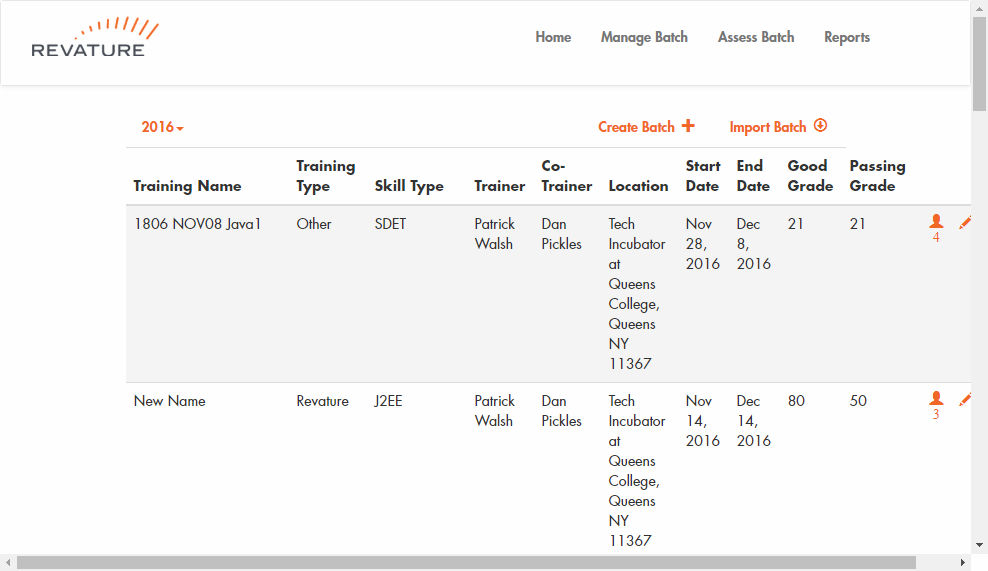 REVATURE
Home Manage Batch Assess Batch Reports
2016 Create Batch Import Batch
Training Name Training Type Skill Type Trainer Co-Trainer Location Start Date End Date Good Grade Passing Grade
1806 NOV08 Java1 Other SDET Patrick Walsh Dan Pickles Tech Incubator at Queens College, Queens NY 11367 Nov 28, 2016 Dec 8, 2016 21 21 4
New Name Revature J2EE Patrick Walsh Dan Pickles Tech Incubator at Queens College, Queens NY 11367 Nov 14, 2016 Dec 14, 2016 80 50 3